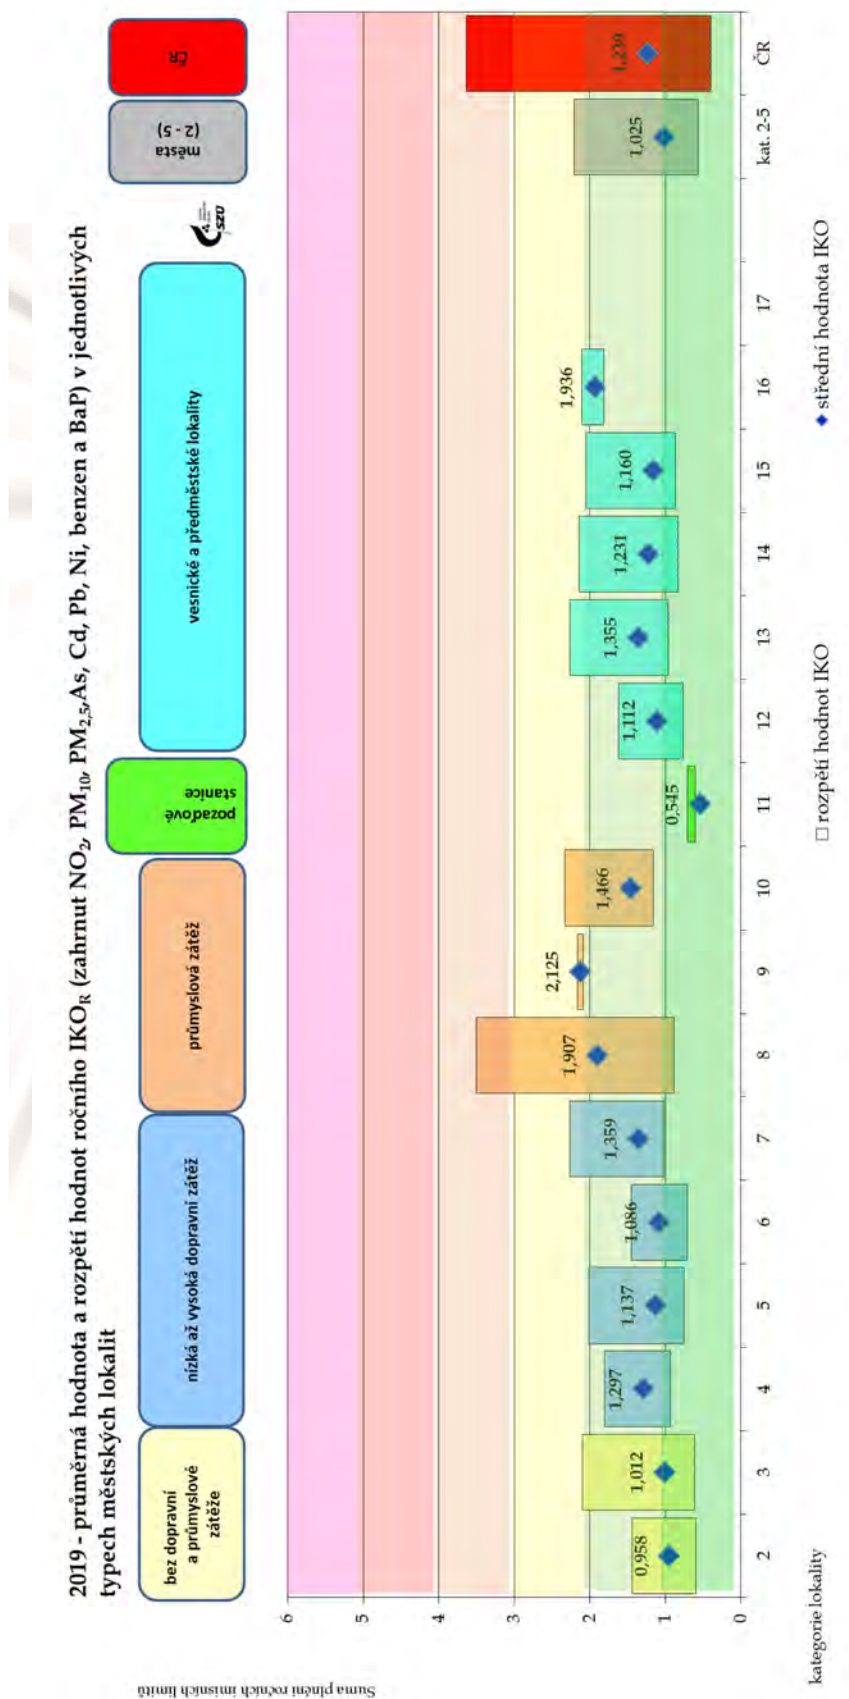 2019 - průměrná hodnota a rozpětí hodnot ročního IKO_R (zahrnut NO₂, PM₁₀, PM₂,₅,As, Cd, Pb, Ni, benzen a BaP) v jednotlivých
typech městských lokalit
bez dopravní
a průmyslové
zátěže
nízká až vysoká dopravní zátěž
průmyslová zátěž
pozaďové
stanice
vesnické a předměstské lokality
SZÚ
města
(2 - 5)
ČR
Suma plnění ročních imisních limitů
6
5
4
3
2
1
0
0,958
1,012
1,297
1,137
1,086
1,359
1,907
2,125
1,466
0,545
1,112
1,355
1,231
1,160
1,936
1,025
1,239
2
3
4
5
6
7
8
9
10
11
12
13
14
15
16
17
kat. 2-5
ČR
kategorie lokality
rozpětí hodnot IKO
střední hodnota IKO